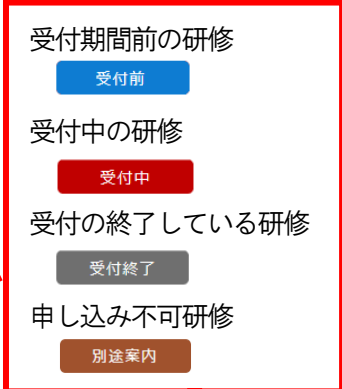 受付期間前の研修
受付前
受付中の研修
受付中
受付の終了している研修
受付終了
申し込み不可研修
別途案内